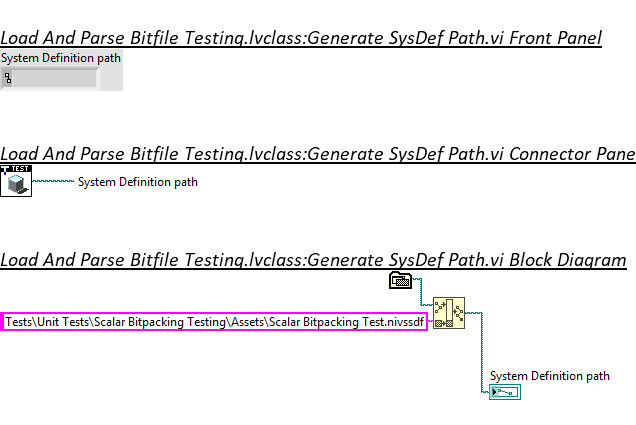 Load And Parse Bitfile Testing.lvclass:Generate SysDef Path.vi Front Panel
System Definition path
Load And Parse Bitfile Testing.lvclass:Generate SysDef Path.vi Connector Pane
TEST
System Definition path
Load And Parse Bitfile Testing.lvclass:Generate SysDef Path.vi Block Diagram
Tests\Unit Tests\Scalar Bitpacking Testing\Assets\Scalar Bitpacking Test.nivssdf
System Definition path